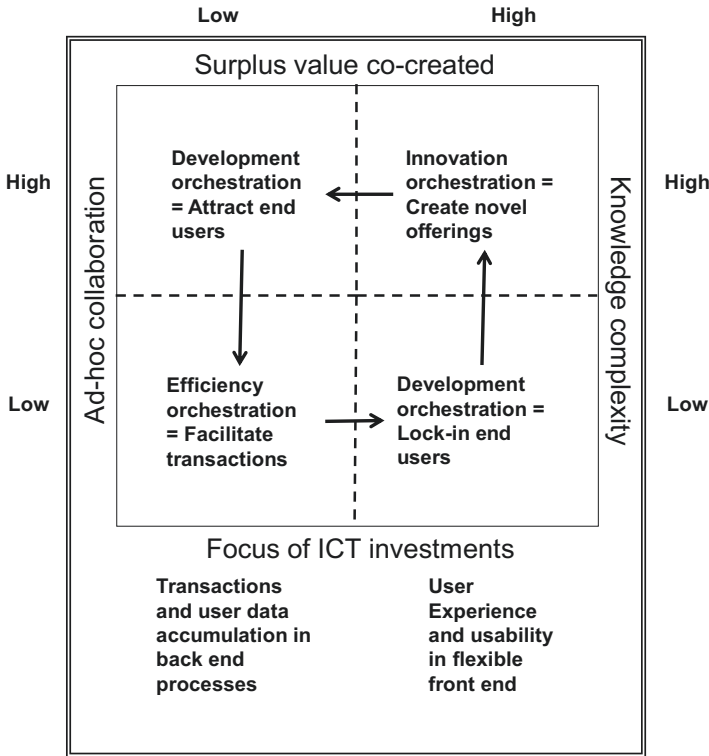 Low
High
Surplus value co-created
High
High
Ad-hoc collaboration
Development
orchestration
= Attract end
users
Innovation
orchestration =
Create novel
offerings
Knowledge complexity
Low
Low
Efficiency
orchestration
= Facilitate
transactions
Development
orchestration =
Lock-in end
users
Focus of ICT investments
Transactions
and user data
accumulation in
back end
processes
User
Experience
and usability
in flexible
front end